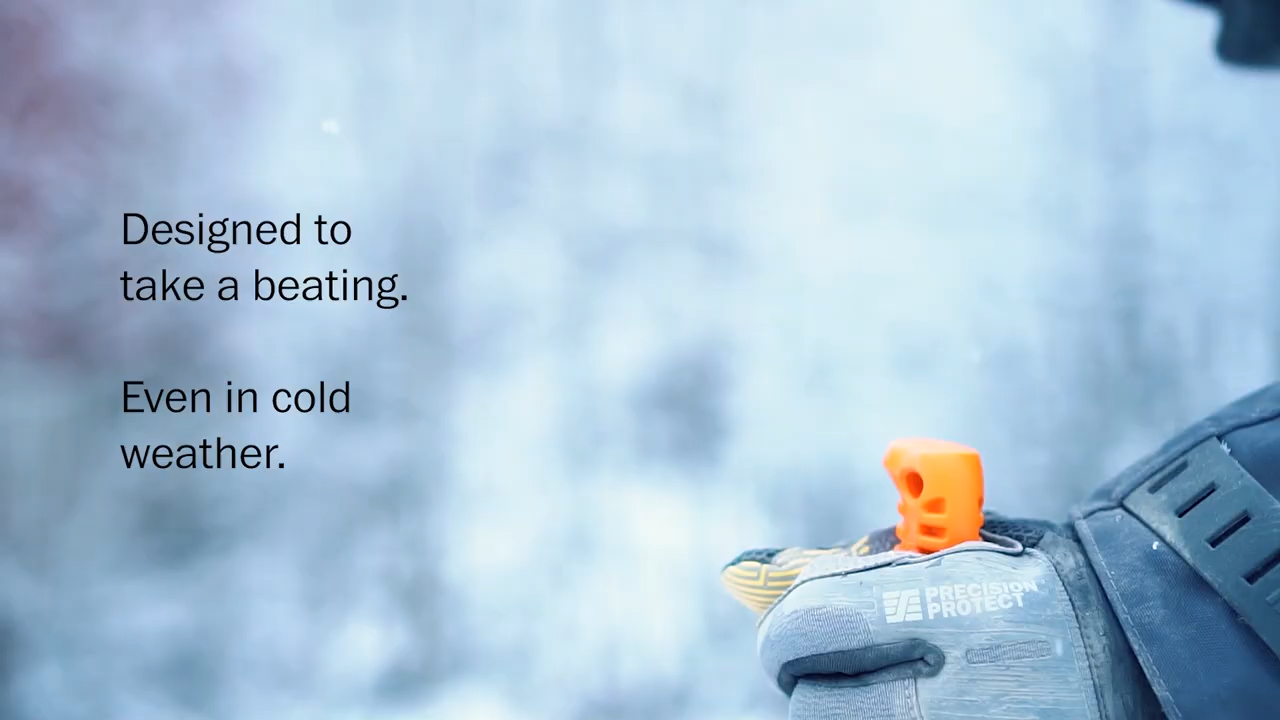 Designed to
take a beating.
Even in cold
weather.
PRECISION
PROTECT